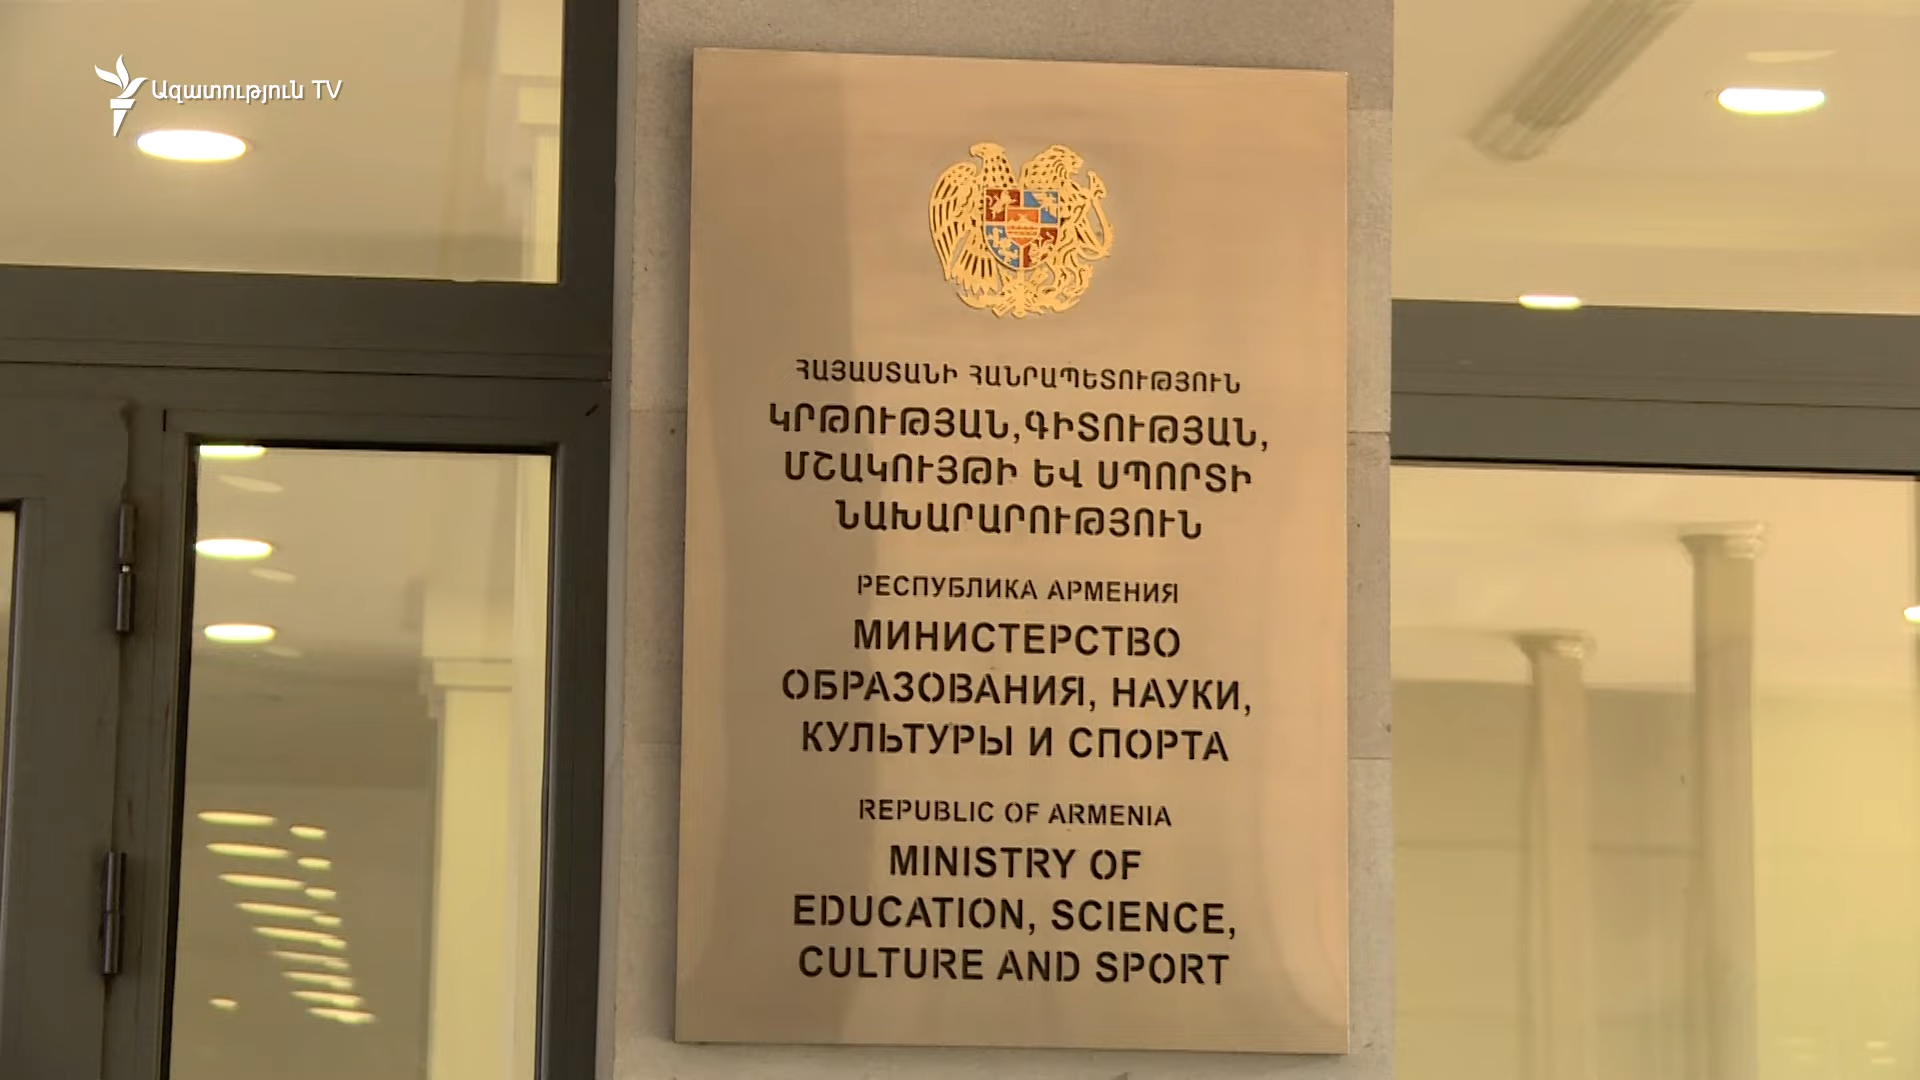 Ազատություն TV
ՀԱՅԱՍՏԱՆԻ ՀԱՆՐԱՊԵՏՈՒԹՅՈՒՆ
ԿՐԹՈՒԹՅԱՆ,ԳԻՏՈՒԹՅԱՆ,
ՄՇԱԿՈՒՅԹԻ ԵՎ ՍՊՈՐՏԻ
ՆԱԽԱՐԱՐՈՒԹՅՈՒՆ
РЕСПУБЛИКА АРМЕНИЯ
МИНИСТЕРСТВО
ОБРАЗОВАНИЯ, НАУКИ,
КУЛЬТУРЫ И СПОРТА
REPUBLIC OF ARMENIA
MINISTRY OF
EDUCATION, SCIENCE,
CULTURE AND SPORT